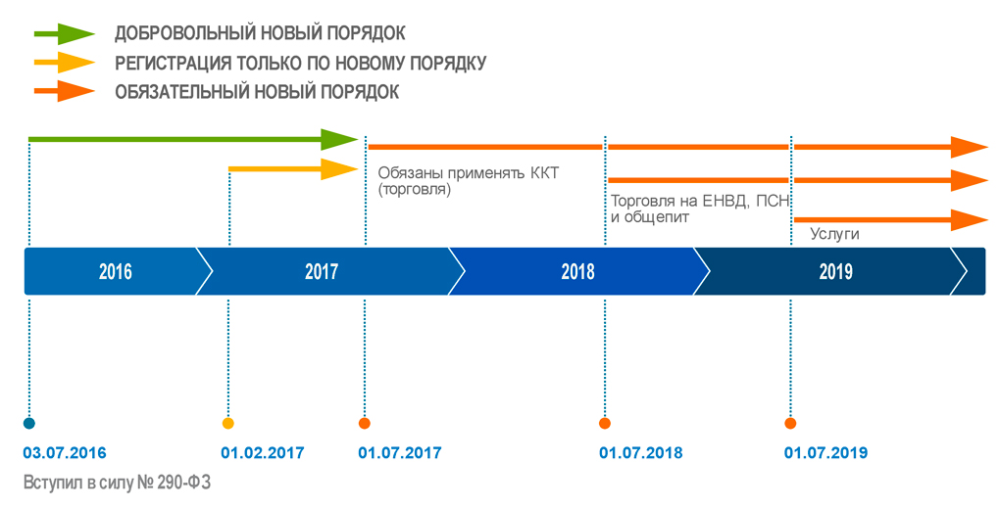 ДОБРОВОЛЬНЫЙ НОВЫЙ ПОРЯДОК
РЕГИСТРАЦИЯ ТОЛЬКО ПО НОВОМУ ПОРЯДКУ
ОБЯЗАТЕЛЬНЫЙ НОВЫЙ ПОРЯДОК
Обязаны применять ККТ
(торговля)
Торговля на ЕНВД, ПСН
и общепит
Услуги
2016
2017
2018
2019
03.07.2016
01.02.2017
01.07.2017
01.07.2018
01.07.2019
Вступил в силу № 290-ФЗ